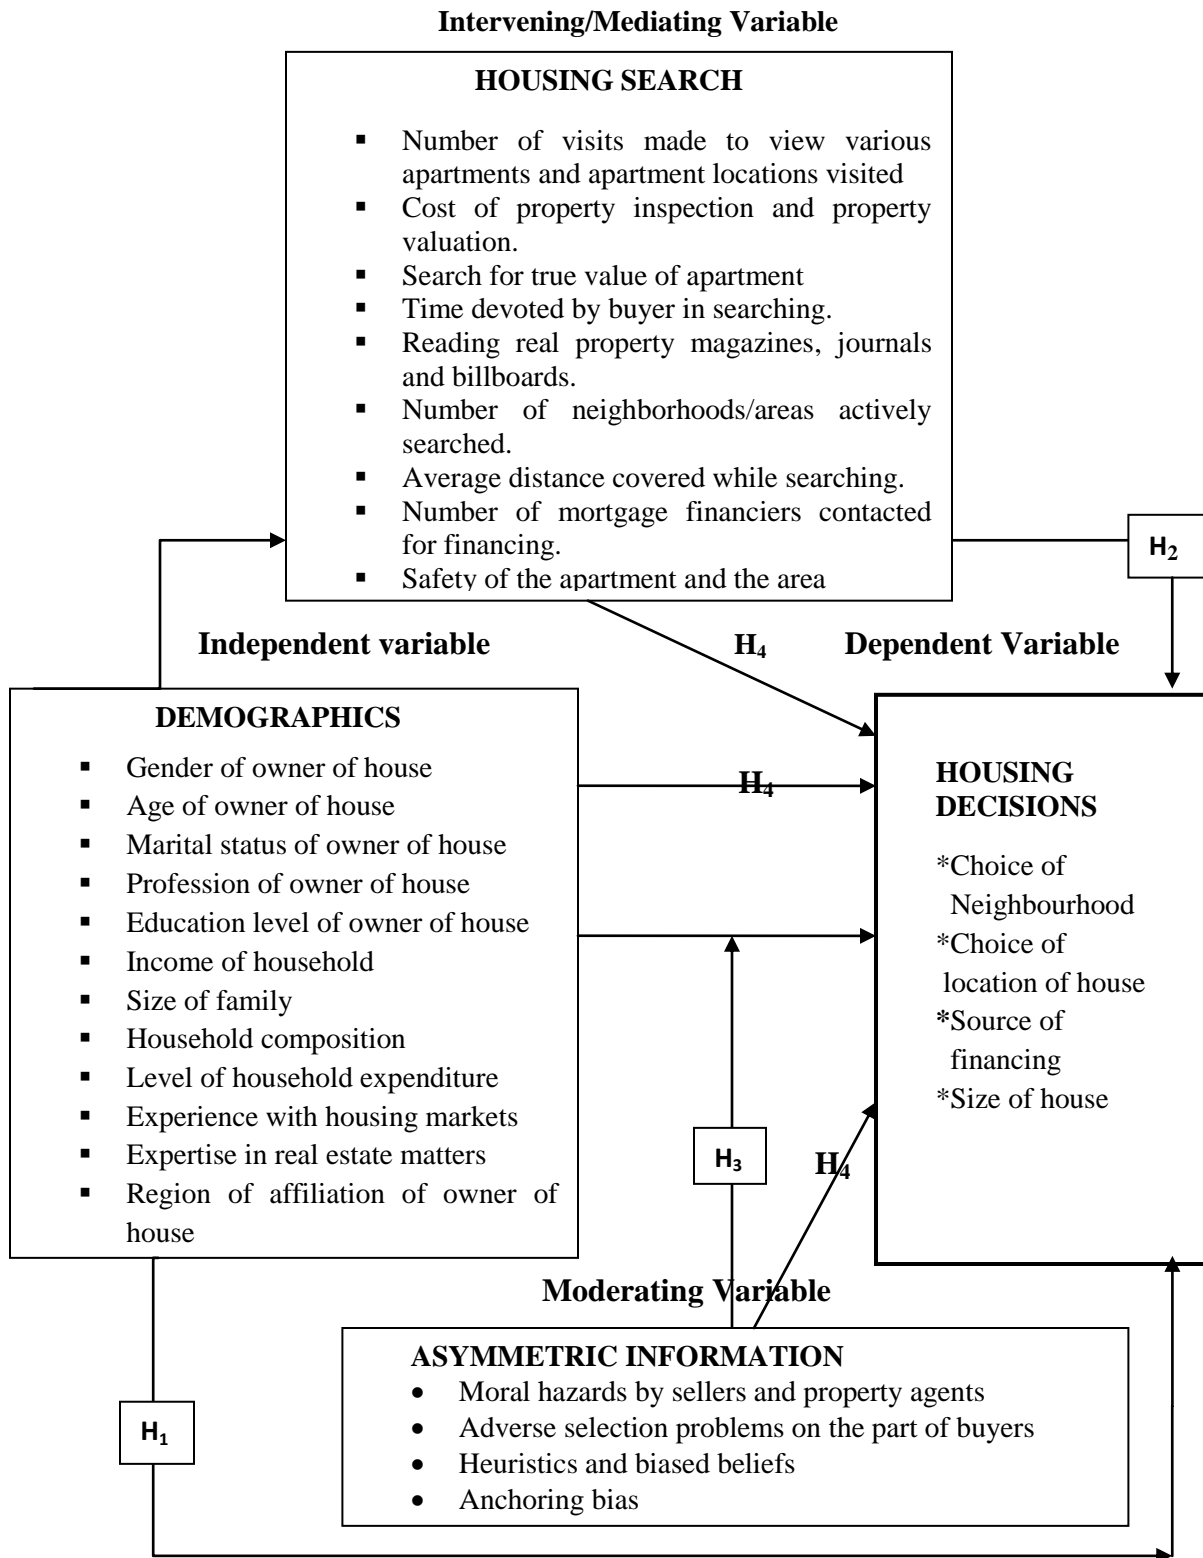 Intervening/Mediating Variable
HOUSING SEARCH
▪ Number of visits made to view various
apartments and apartment locations visited
▪ Cost of property inspection and property
valuation.
▪ Search for true value of apartment
▪ Time devoted by buyer in searching.
▪ Reading real property magazines, journals
and billboards.
▪ Number of neighborhoods/areas actively
searched.
▪ Average distance covered while searching.
▪ Number of mortgage financiers contacted
for financing.
▪ Safety of the apartment and the area
H2
Independent variable
H4
Dependent Variable
DEMOGRAPHICS
▪ Gender of owner of house
▪ Age of owner of house
▪ Marital status of owner of house
▪ Profession of owner of house
▪ Education level of owner of house
▪ Income of household
▪ Size of family
▪ Household composition
▪ Level of household expenditure
▪ Experience with housing markets
▪ Expertise in real estate matters
▪ Region of affiliation of owner of
house
H4
HOUSING
DECISIONS
*Choice of
Neighbourhood
*Choice of
location of house
*Source of
financing
*Size of house
H3
H4
Moderating Variable
ASYMMETRIC INFORMATION
• Moral hazards by sellers and property agents
• Adverse selection problems on the part of buyers
• Heuristics and biased beliefs
• Anchoring bias
H1